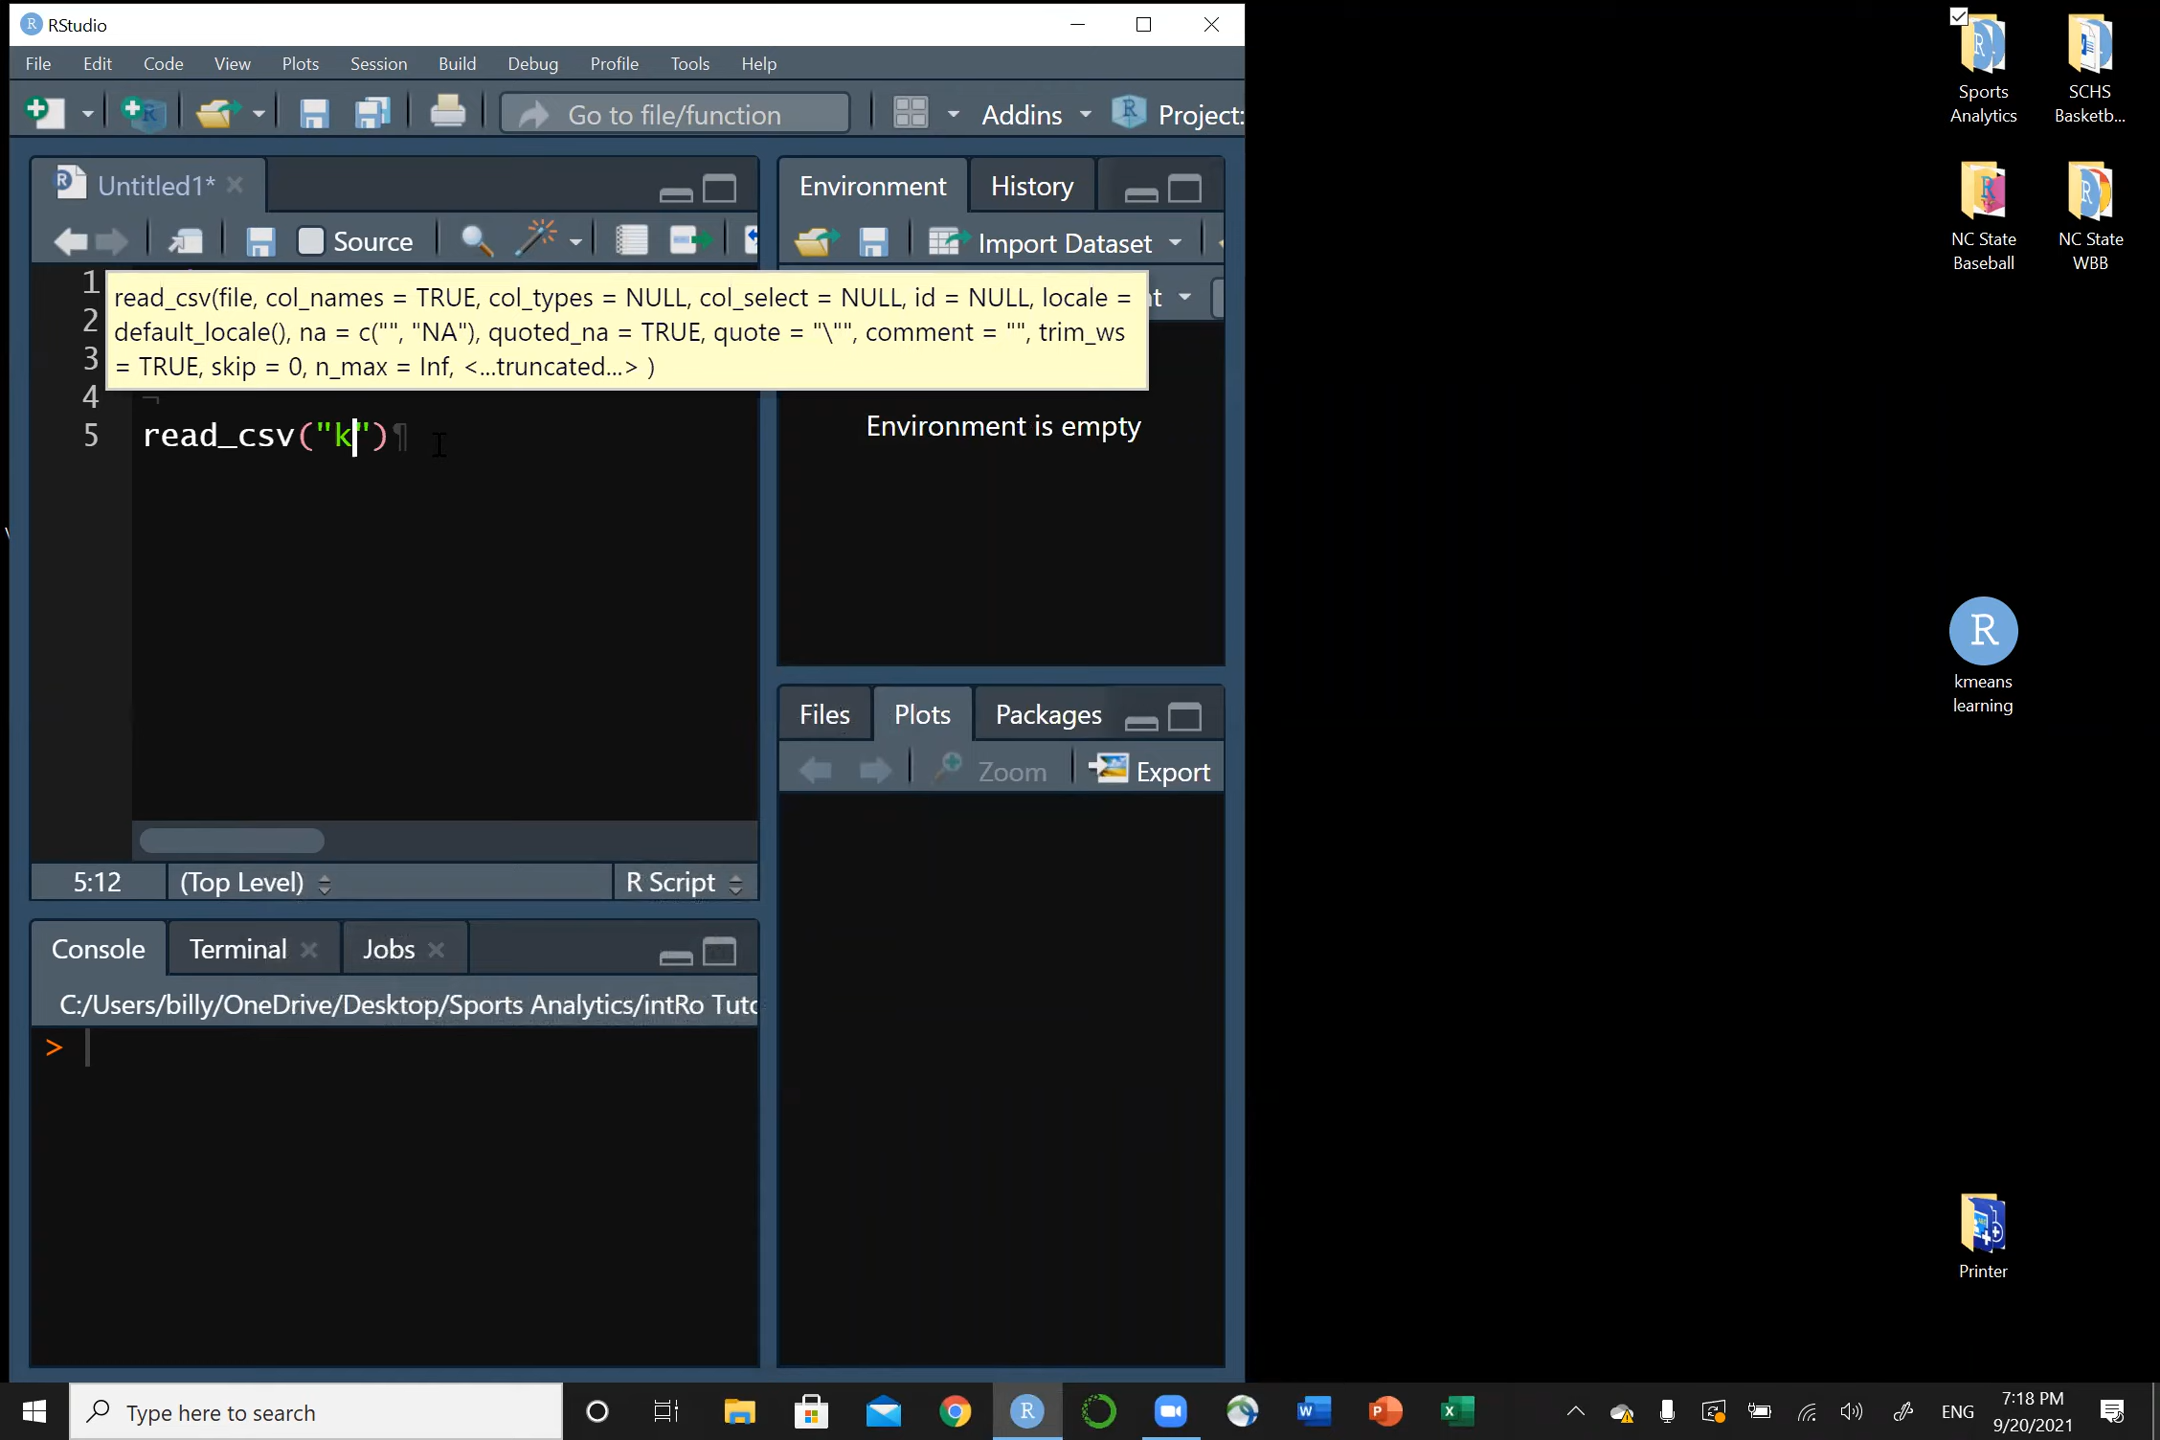 RStudio
File Edit Code View Plots Session Build Debug Profile Tools Help
Go to file/function Addins Project:
Untitled1*
Source
1
2
3
4
5
read_csv(file, col_names = TRUE, col_types = NULL, col_select = NULL, id = NULL, locale =
default_locale(), na = c("", "NA"), quoted_na = TRUE, quote = "\"", comment = "", trim_ws
= TRUE, skip = 0, n_max = Inf, <...truncated...> )
read_csv("k")¶
5:12 (Top Level) R Script
Console Terminal Jobs
C:/Users/billy/OneDrive/Desktop/Sports Analytics/intRo Tuto
>
Environment History
Import Dataset
Environment is empty
Files Plots Packages
Zoom Export
Sports
Analytics
SCHS
Basketb...
NC State
Baseball
NC State
WBB
R
kmeans
learning
Printer
Type here to search
ENG
7:18 PM
9/20/2021